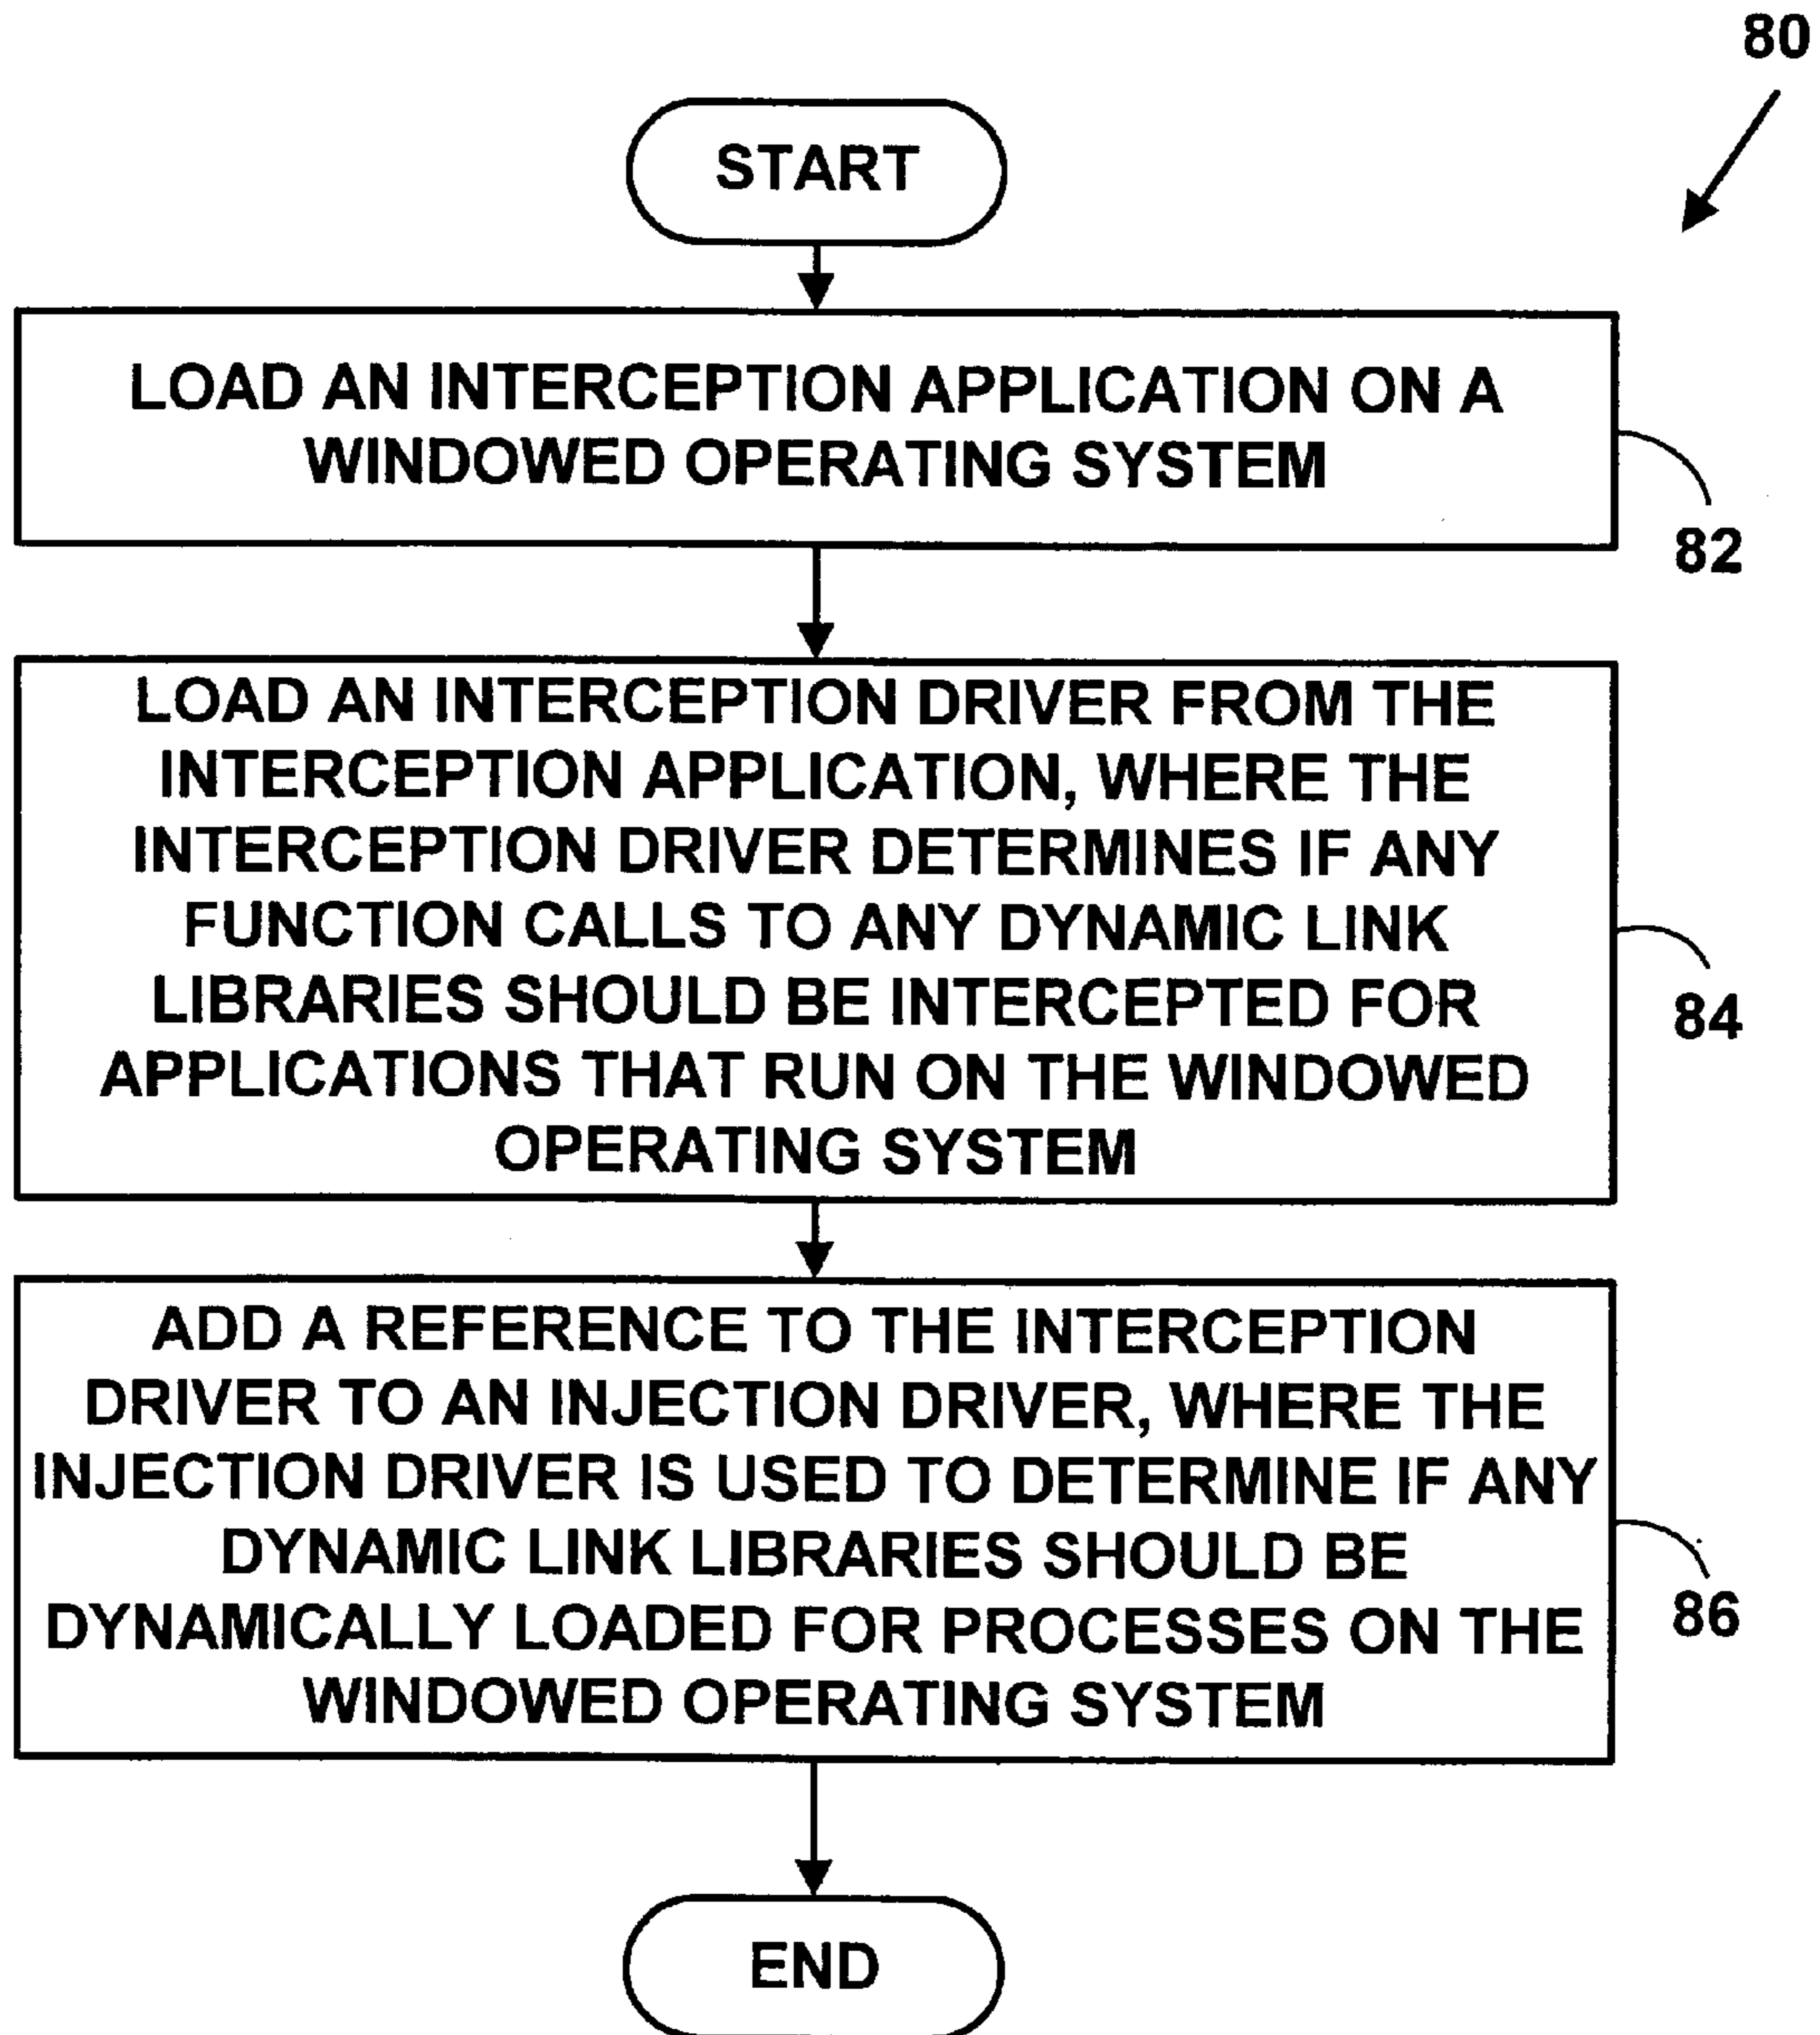 80
START
LOAD AN INTERCEPTION APPLICATION ON A
WINDOWED OPERATING SYSTEM
82
LOAD AN INTERCEPTION DRIVER FROM THE
INTERCEPTION APPLICATION, WHERE THE
INTERCEPTION DRIVER DETERMINES IF ANY
FUNCTION CALLS TO ANY DYNAMIC LINK
LIBRARIES SHOULD BE INTERCEPTED FOR
APPLICATIONS THAT RUN ON THE WINDOWED
OPERATING SYSTEM
84
ADD A REFERENCE TO THE INTERCEPTION
DRIVER TO AN INJECTION DRIVER, WHERE THE
INJECTION DRIVER IS USED TO DETERMINE IF ANY
DYNAMIC LINK LIBRARIES SHOULD BE
DYNAMICALLY LOADED FOR PROCESSES ON THE
WINDOWED OPERATING SYSTEM
86
END